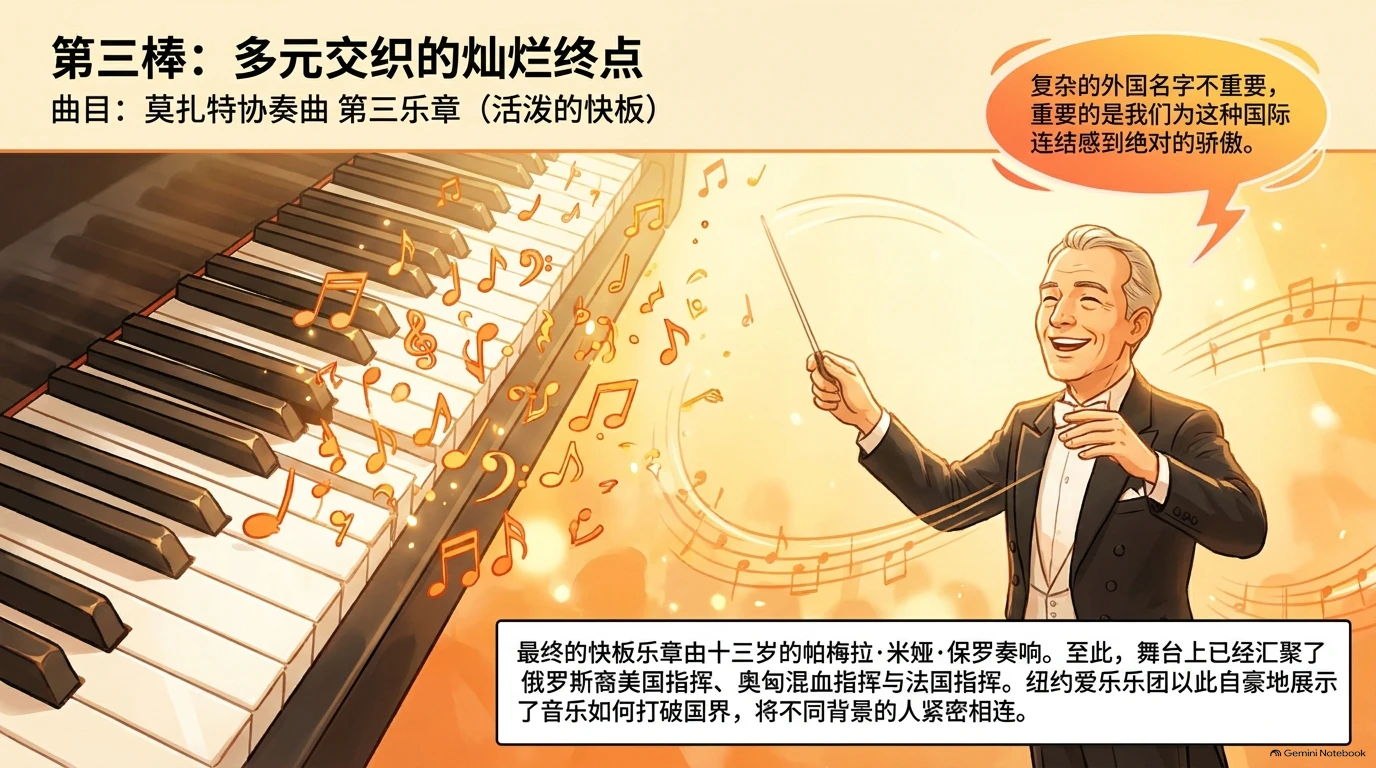 第三棒：多元交织的灿烂终点
曲目：莫扎特协奏曲 第三乐章（活泼的快板）
复杂的外国名字不重要，
重要的是我们为这种国际
连结感到绝对的骄傲。
最终的快板乐章由十三岁的帕梅拉·米娅·保罗奏响。至此，舞台上已经汇聚了
俄罗斯裔美国指挥、奥匈混血指挥与法国指挥。纽约爱乐乐团以此自豪地展示
了音乐如何打破国界，将不同背景的人紧密相连。
Gemini Notebook